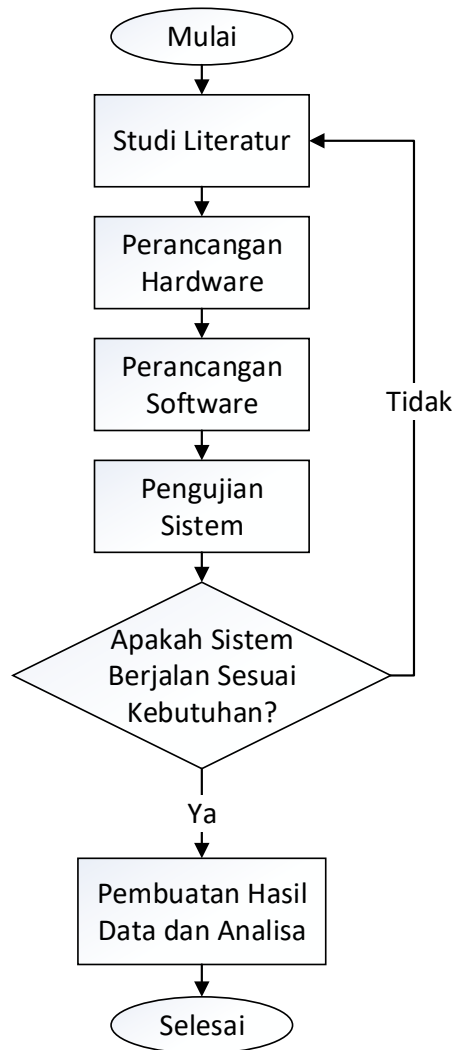 Mulai
Studi Literatur
Perancangan
Hardware
Perancangan
Software
Tidak
Pengujian
Sistem
Apakah Sistem
Berjalan Sesuai
Kebutuhan?
Ya
Pembuatan Hasil
Data dan Analisa
Selesai